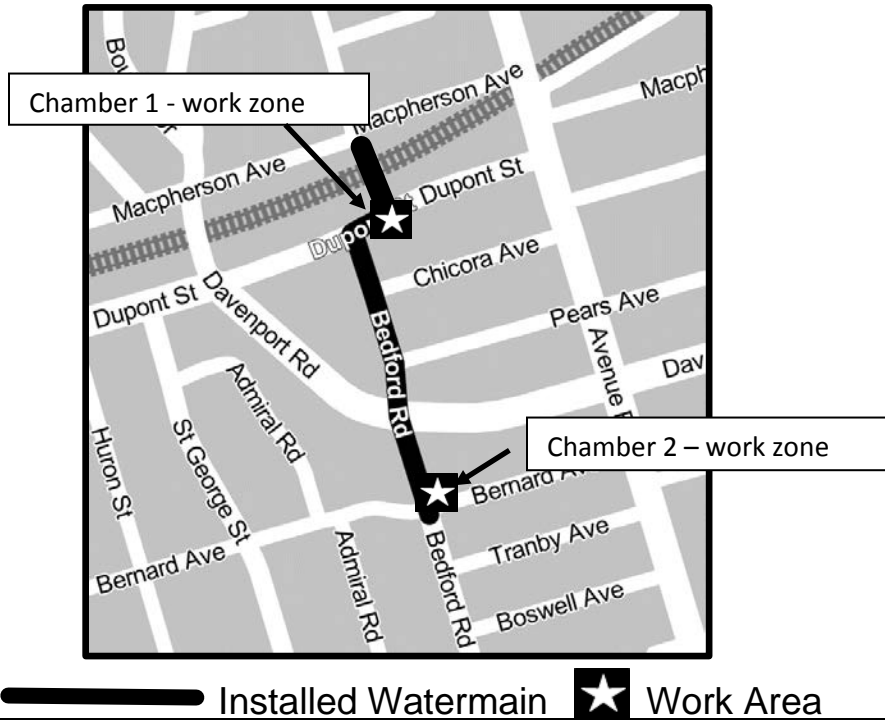 Macpherson Ave
Macph
Chamber 1 - work zone
Macpherson Ave
Dupont St
Chicora Ave
Dupont St
Davenport Rd
Pears Ave
Bedford Rd
Avenue
Dav
Admiral Rd
Huron St
St George St
Chamber 2 – work zone
Bernard
Bernard Ave
Admiral Rd
Bedford Rd
Tranby Ave
Boswell Ave
Installed Watermain
Work Area